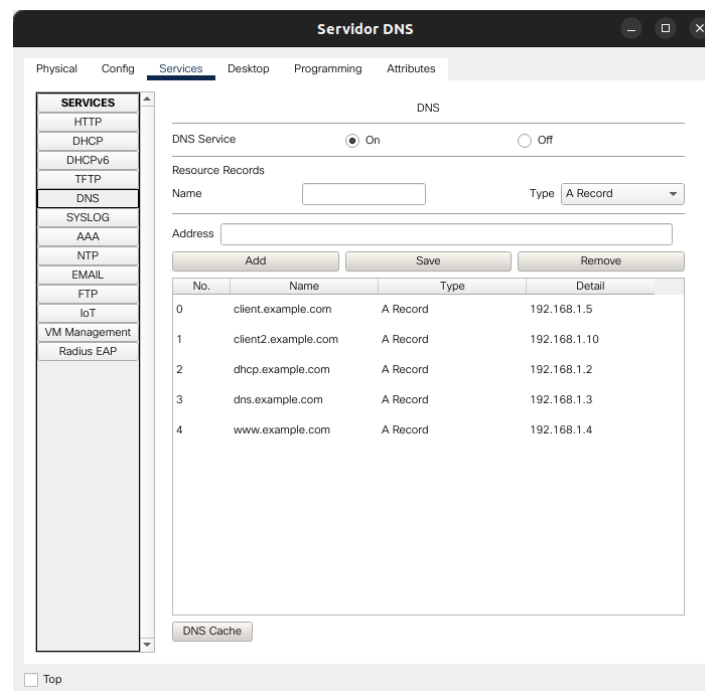 Servidor DNS
Physical Config Services Desktop Programming Attributes
SERVICES
HTTP
DHCP
DHCPv6
TFTP
DNS
SYSLOG
AAA
NTP
EMAIL
FTP
IoT
VM Management
Radius EAP
DNS
DNS Service On Off
Resource Records
Name Type A Record
Address
Add Save Remove
No. Name Type Detail
0 client.example.com A Record 192.168.1.5
1 client2.example.com A Record 192.168.1.10
2 dhcp.example.com A Record 192.168.1.2
3 dns.example.com A Record 192.168.1.3
4 www.example.com A Record 192.168.1.4
DNS Cache
Top